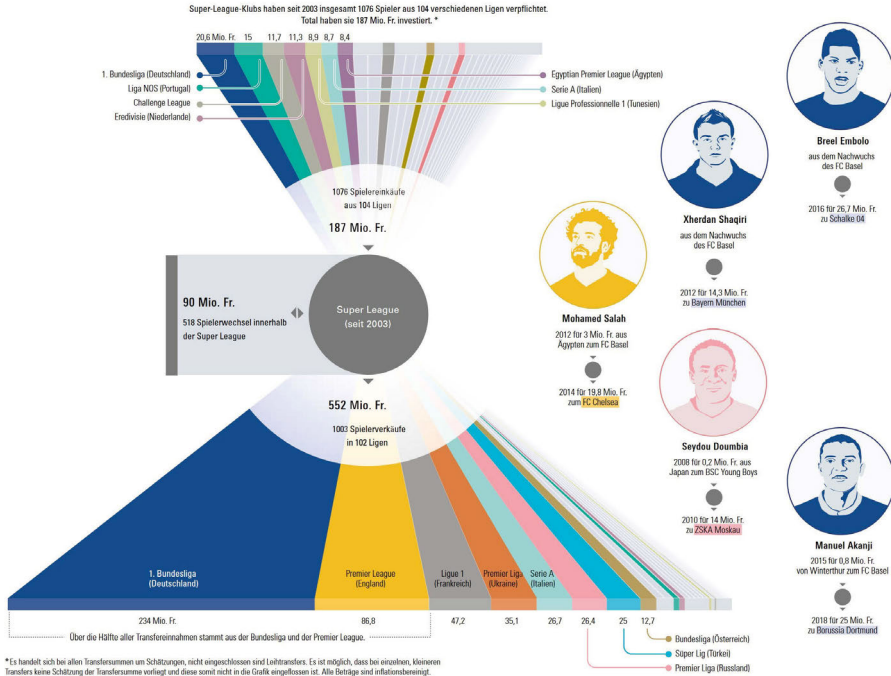 Super-League-Klubs haben seit 2003 insgesamt 1076 Spieler aus 104 verschiedenen Ligen verpflichtet.
Total haben sie 187 Mio. Fr. investiert. *
20,6 Mio. Fr. 15 11,7 11,3 8,9 8,7 8,4
1. Bundesliga (Deutschland)
Liga NOS (Portugal)
Challenge League
Eredivisie (Niederlande)
Egyptian Premier League (Ägypten)
Serie A (Italien)
Ligue Professionnelle 1 (Tunesien)
1076 Spielereinkäufe
aus 104 Ligen
187 Mio. Fr.
90 Mio. Fr.
518 Spielerwechsel innerhalb
der Super League
Super League
(seit 2003)
552 Mio. Fr.
1003 Spielerverkäufe
in 102 Ligen
1. Bundesliga
(Deutschland)
Premier League
(England)
Ligue 1
(Frankreich)
Premier Liga
(Ukraine)
Serie A
(Italien)
234 Mio. Fr. 86,8 47,2 35,1 26,7 26,4 25 12,7
Über die Hälfte aller Transfereinnahmen stammt aus der Bundesliga und der Premier League.
Bundesliga (Österreich)
Süper Lig (Türkei)
Premier Liga (Russland)
* Es handelt sich bei allen Transfersummen um Schätzungen, nicht eingeschlossen sind Leihtransfers. Es ist möglich, dass bei einzelnen, kleineren
Transfers keine Schätzung der Transfersumme vorliegt und diese somit nicht in die Grafik eingeflossen ist. Alle Beträge sind inflationsbereinigt.
Breel Embolo
aus dem Nachwuchs
des FC Basel
2016 für 26,7 Mio. Fr.
zu Schalke 04
Xherdan Shaqiri
aus dem Nachwuchs
des FC Basel
2012 für 14,3 Mio. Fr.
zu Bayern München
Mohamed Salah
2012 für 3 Mio. Fr. aus
Ägypten zum FC Basel
2014 für 19,8 Mio. Fr.
zum FC Chelsea
Seydou Doumbia
2008 für 0,2 Mio. Fr. aus
Japan zum BSC Young Boys
2010 für 14 Mio. Fr.
zu ZSKA Moskau
Manuel Akanji
2015 für 0,8 Mio. Fr.
von Winterthur zum FC Basel
2018 für 25 Mio. Fr.
zu Borussia Dortmund